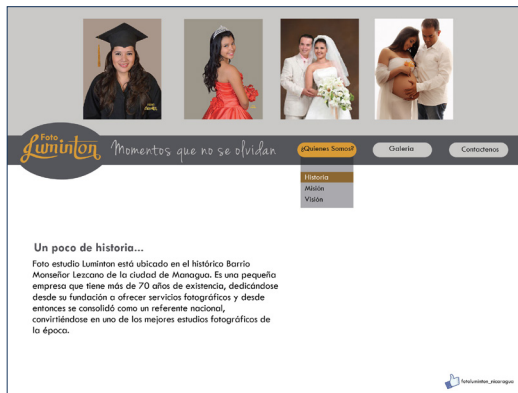 Foto
Luminton
Momentos que no se olvidan
¿Quienes Somos?
Galería
Contactenos
Historia
Misión
Visión
Un poco de historia...
Foto estudio Luminton está ubicado en el histórico Barrio
Monseñor Lezcano de la ciudad de Managua. Es una pequeña
empresa que tiene más de 70 años de existencia, dedicándose
desde su fundación a ofrecer servicios fotográficos y desde
entonces se consolidó como un referente nacional,
convirtiéndose en uno de los mejores estudios fotográficos de
la época.
fotoluminton_nicaragua